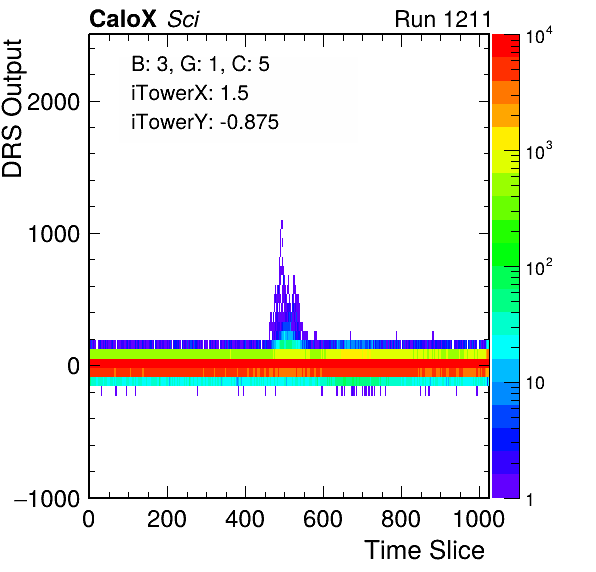 CaloX Sci Run 1211
B: 3, G: 1, C: 5
iTowerX: 1.5
iTowerY: -0.875
DRS Output
2000
1000
0
−1000
0 200 400 600 800 1000
Time Slice
10^4
10^3
10^2
10
1